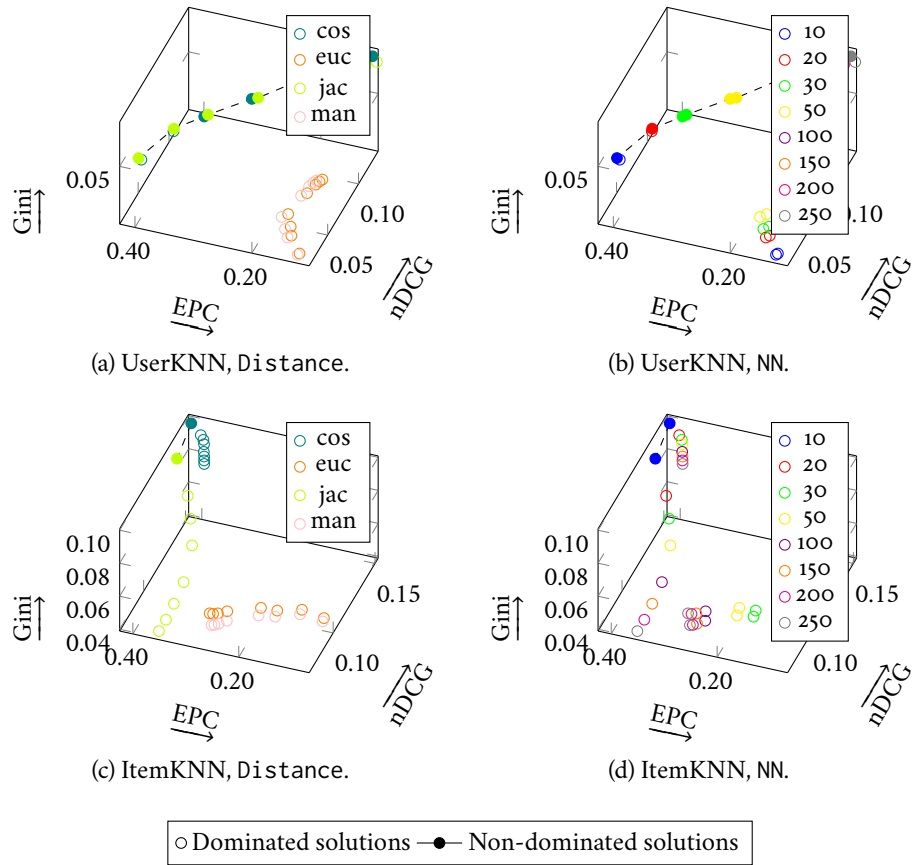 cos
euc
jac
man
0.05
Gini
0.40
0.20
0.05
0.10
EPC
nDCG
(a) UserKNN, Distance.
10
20
30
50
100
150
200
250
0.05
Gini
0.40
0.20
0.05
0.10
EPC
nDCG
(b) UserKNN, NN.
cos
euc
jac
man
0.10
0.08
0.06
0.04
Gini
0.40
0.20
0.10
0.15
EPC
nDCG
(c) ItemKNN, Distance.
10
20
30
50
100
150
200
250
0.10
0.08
0.06
0.04
Gini
0.40
0.20
0.10
0.15
EPC
nDCG
(d) ItemKNN, NN.
Dominated solutions Non-dominated solutions